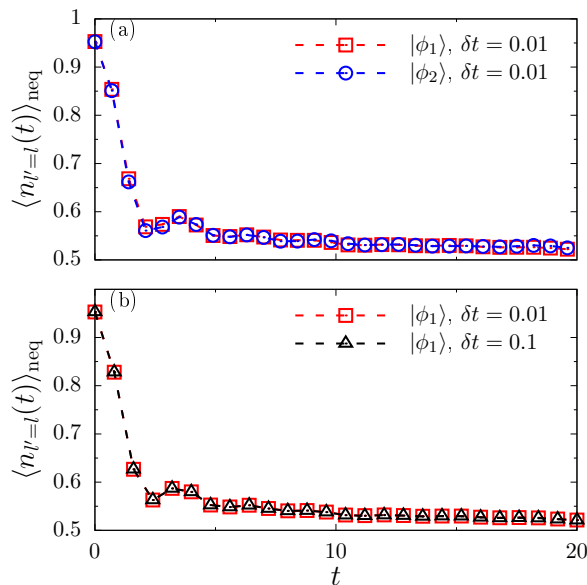 (a)
|ϕ₁⟩, δt = 0.01
|ϕ₂⟩, δt = 0.01
⟨n_{l′=l}(t)⟩_{neq}
1
0.9
0.8
0.7
0.6
0.5
(b)
|ϕ₁⟩, δt = 0.01
|ϕ₁⟩, δt = 0.1
⟨n_{l′=l}(t)⟩_{neq}
0.9
0.8
0.7
0.6
0.5
0 10 20
t